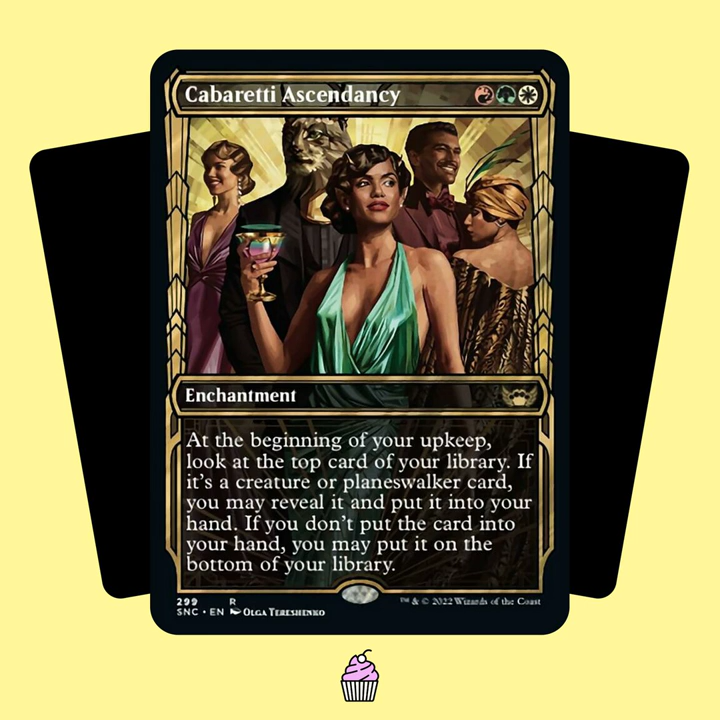 Cabaretti Ascendancy
Enchantment
At the beginning of your upkeep,
look at the top card of your library. If
it's a creature or planeswalker card,
you may reveal it and put it into your
hand. If you don't put the card into
your hand, you may put it on the
bottom of your library.
299 R
SNC • EN Olga Tereshenko
™ & © 2022 Wizards of the Coast